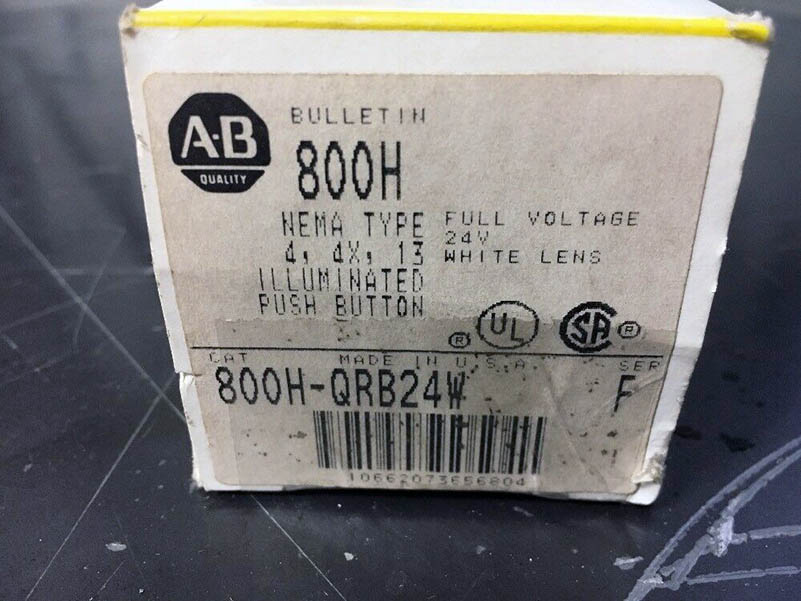 A-B
QUALITY
BULLETIN
800H
NEMA TYPE
4, 4X, 13
ILLUMINATED
PUSH BUTTON
FULL VOLTAGE
24V
WHITE LENS
® UL
SA ®
CAT MADE IN U.S.A. SER
800H-QRB24W F
10662073656804